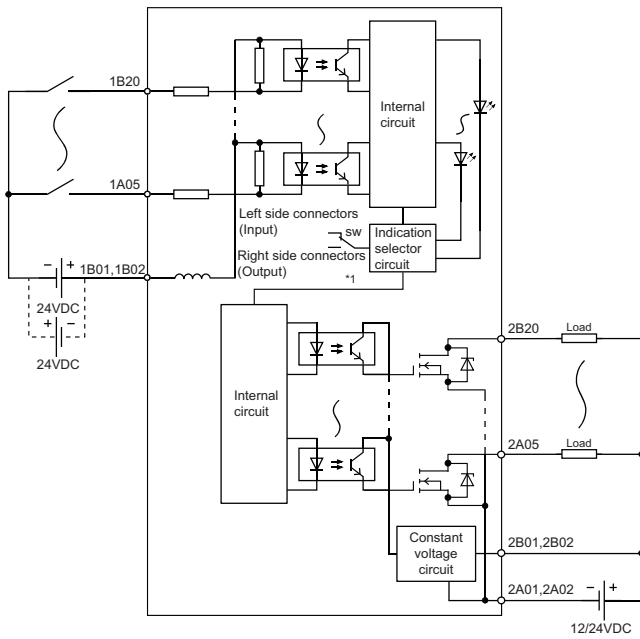 1B20
Internal
circuit
1A05
Left side connectors
(Input)
sw
Right side connectors
(Output)
Indication
selector
circuit
*1
− +
1B01,1B02
24VDC
+ −
24VDC
Internal
circuit
2B20
Load
2A05
Load
Constant
voltage
circuit
2B01,2B02
2A01,2A02
− +
12/24VDC